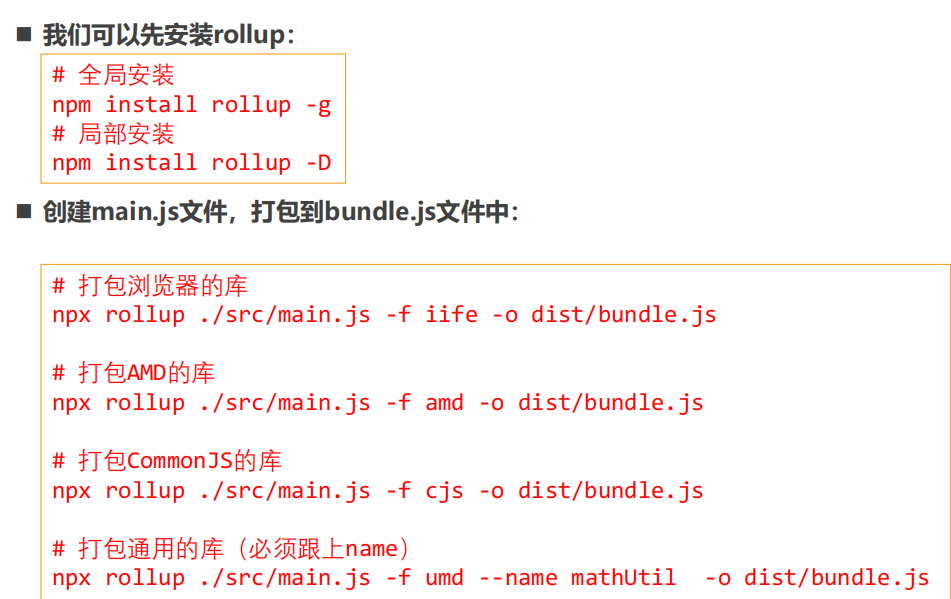 ■ 我们可以先安装rollup：
# 全局安装
npm install rollup -g
# 局部安装
npm install rollup -D
■ 创建main.js文件，打包到bundle.js文件中：
# 打包浏览器的库
npx rollup ./src/main.js -f iife -o dist/bundle.js
# 打包AMD的库
npx rollup ./src/main.js -f amd -o dist/bundle.js
# 打包CommonJS的库
npx rollup ./src/main.js -f cjs -o dist/bundle.js
# 打包通用的库（必须跟上name）
npx rollup ./src/main.js -f umd --name mathUtil  -o dist/bundle.js